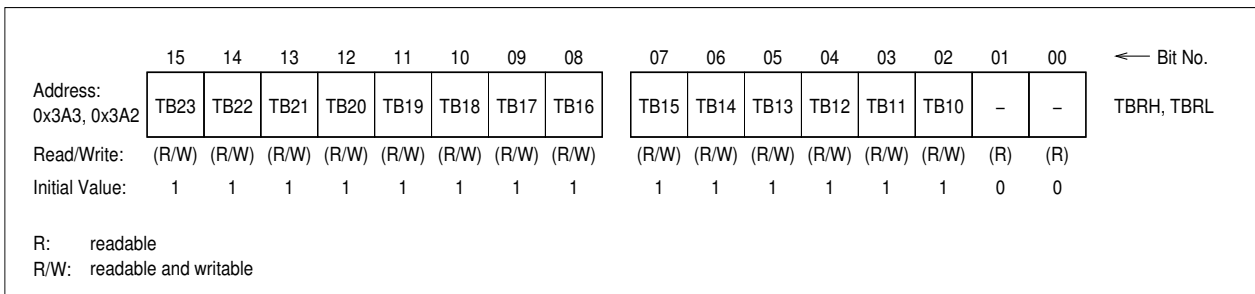 15 14 13 12 11 10 09 08 07 06 05 04 03 02 01 00 ← Bit No.
Address:
0x3A3, 0x3A2 TB23 TB22 TB21 TB20 TB19 TB18 TB17 TB16 TB15 TB14 TB13 TB12 TB11 TB10 – – TBRH, TBRL
Read/Write: (R/W) (R/W) (R/W) (R/W) (R/W) (R/W) (R/W) (R/W) (R/W) (R/W) (R/W) (R/W) (R/W) (R/W) (R) (R)
Initial Value: 1 1 1 1 1 1 1 1 1 1 1 1 1 1 0 0
R: readable
R/W: readable and writable